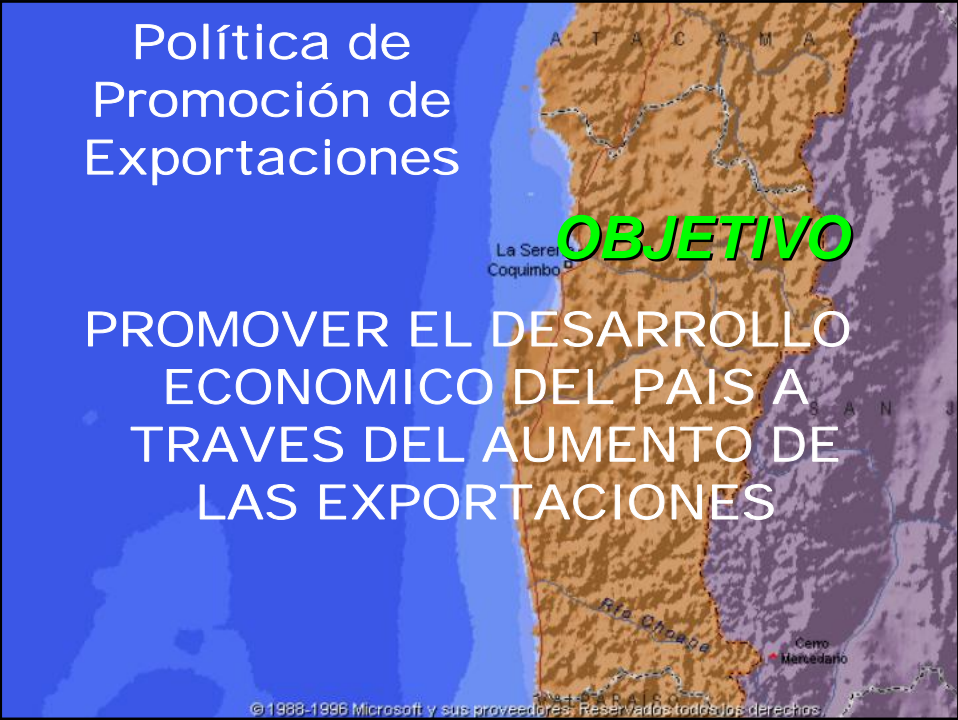 Política de
Promoción de
Exportaciones
A T A C A M A
OBJETIVO
La Serena
Coquimbo
PROMOVER EL DESARROLLO
ECONOMICO DEL PAIS A
TRAVES DEL AUMENTO DE
LAS EXPORTACIONES
S A N J
Río Choapa
Cerro
Mercedario
©1988-1996 Microsoft y sus proveedores. Reservados todos los derechos.